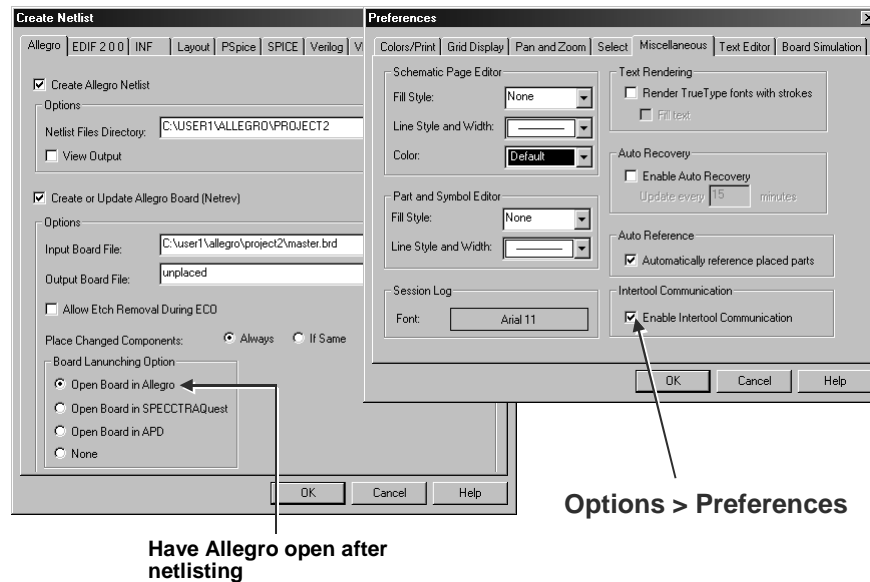 Create Netlist
Allegro EDIF 2 0 0 INF Layout PSpice SPICE Verilog
Create Allegro Netlist
Options
Netlist Files Directory: C:\USER1\ALLEGRO\PROJECT2
View Output
Create or Update Allegro Board (Netrev)
Options
Input Board File: C:\user1\allegro\project2\master.brd
Output Board File: unplaced
Allow Etch Removal During ECO
Place Changed Components: Always If Same
Board Lanunching Option
Open Board in Allegro
Open Board in SPECCTRAQuest
Open Board in APD
None
OK Cancel Help
Preferences
Colors/Print Grid Display Pan and Zoom Select Miscellaneous Text Editor Board Simulation
Schematic Page Editor
Fill Style: None
Line Style and Width:
Color: Default
Part and Symbol Editor
Fill Style: None
Line Style and Width:
Session Log
Font: Arial 11
Text Rendering
Render TrueType fonts with strokes
Fill text
Auto Recovery
Enable Auto Recovery
Update every 15 minutes
Auto Reference
Automatically reference placed parts
Intertool Communication
Enable Intertool Communication
OK Cancel Help
Options > Preferences
Have Allegro open after
netlisting